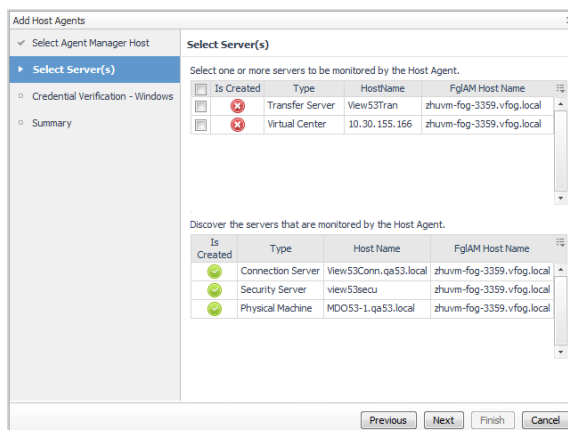 Add Host Agents
Select Agent Manager Host
Select Server(s)
Credential Verification - Windows
Summary
Select Server(s)
Select one or more servers to be monitored by the Host Agent.
Is Created Type HostName FglAM Host Name
Transfer Server View53Tran zhuvm-fog-3359.vfog.local
Virtual Center 10.30.155.166 zhuvm-fog-3359.vfog.local
Discover the servers that are monitored by the Host Agent.
Is Created Type Host Name FglAM Host Name
Connection Server View53Conn.qa53.local zhuvm-fog-3359.vfog.local
Security Server view53secu zhuvm-fog-3359.vfog.local
Physical Machine MDO53-1.qa53.local zhuvm-fog-3359.vfog.local
Previous Next Finish Cancel